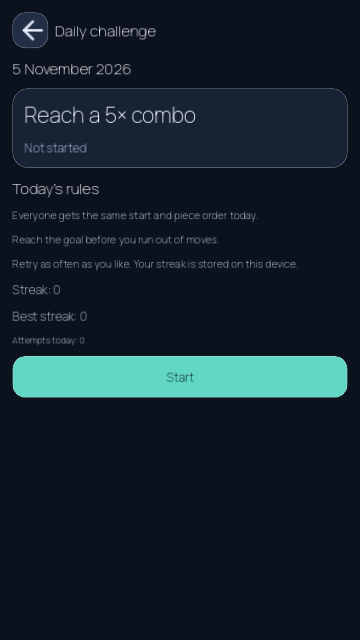 Daily challenge
5 November 2026
Reach a 5× combo
Not started
Today's rules
Everyone gets the same start and piece order today.
Reach the goal before you run out of moves.
Retry as often as you like. Your streak is stored on this device.
Streak: 0
Best streak: 0
Attempts today: 0
Start